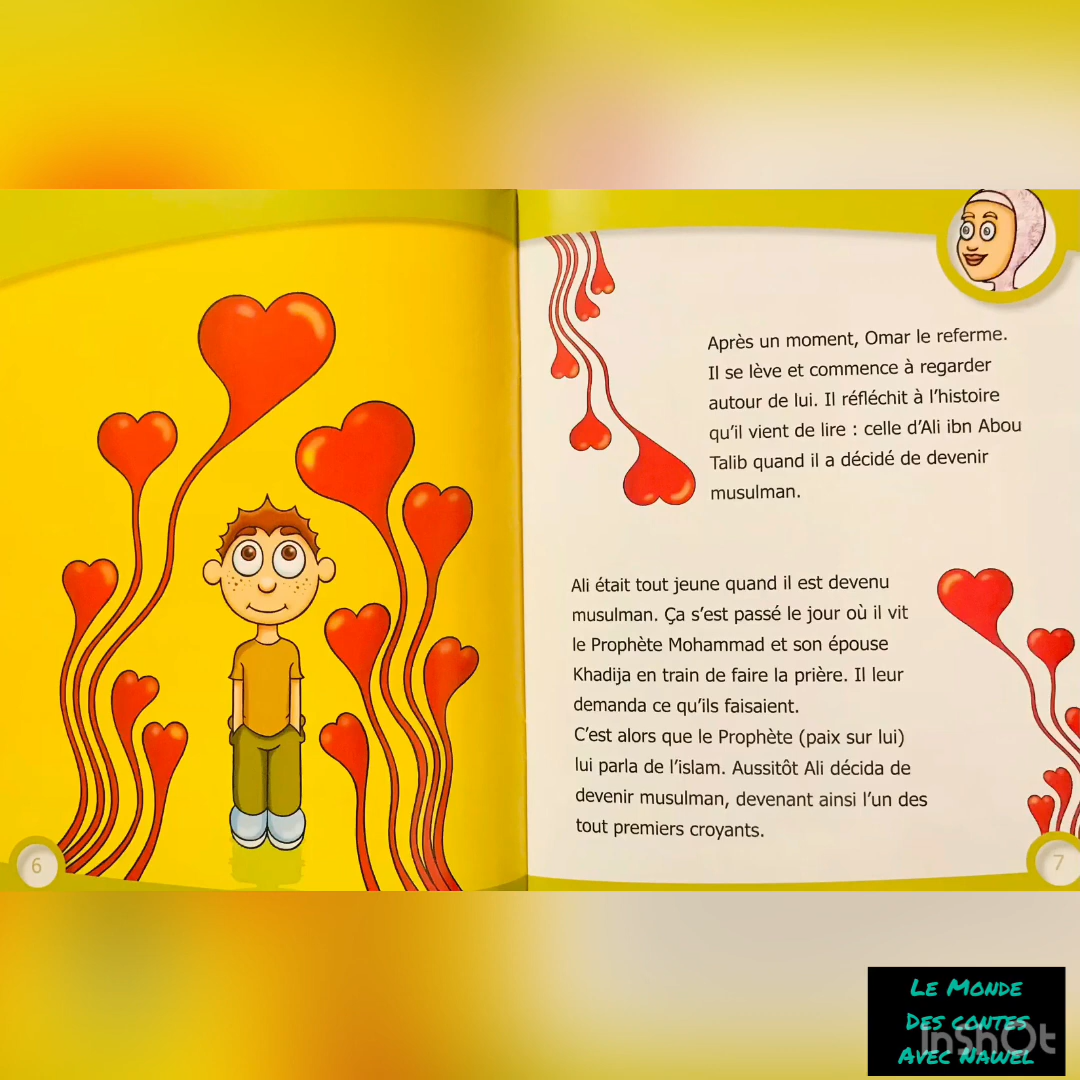 Après un moment, Omar le referme.
Il se lève et commence à regarder
autour de lui. Il réfléchit à l'histoire
qu'il vient de lire : celle d'Ali ibn Abou
Talib quand il a décidé de devenir
musulman.
Ali était tout jeune quand il est devenu
musulman. Ça s'est passé le jour où il vit
le Prophète Mohammad et son épouse
Khadija en train de faire la prière. Il leur
demanda ce qu'ils faisaient.
C'est alors que le Prophète (paix sur lui)
lui parla de l'islam. Aussitôt Ali décida de
devenir musulman, devenant ainsi l'un des
tout premiers croyants.
6
7
Le Monde
Des contes
Avec Nawel
InShOt